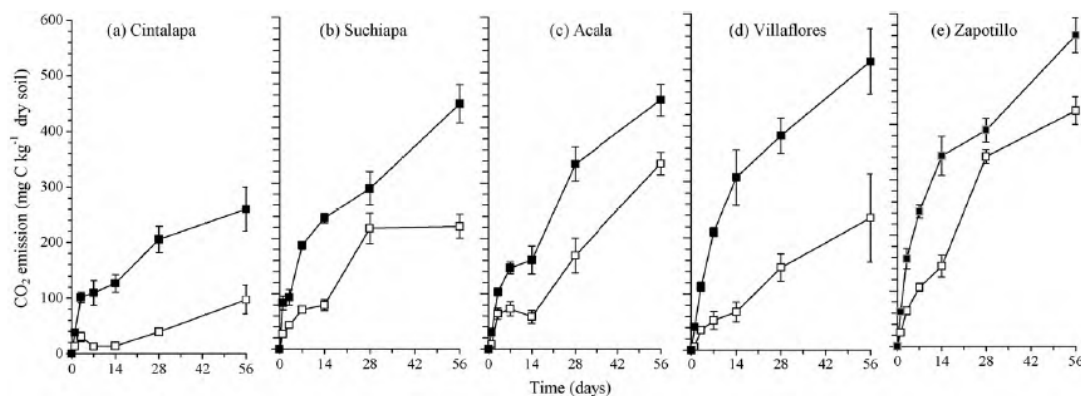 (a) Cintalapa
(b) Suchiapa
(c) Acala
(d) Villaflores
(e) Zapotillo
CO2 emission (mg C kg-1 dry soil)
600
500
400
300
200
100
0
0 14 28 42 56
0 14 28 42 56
0 14 28 42 56
0 14 28 42 56
0 14 28 42 56
Time (days)